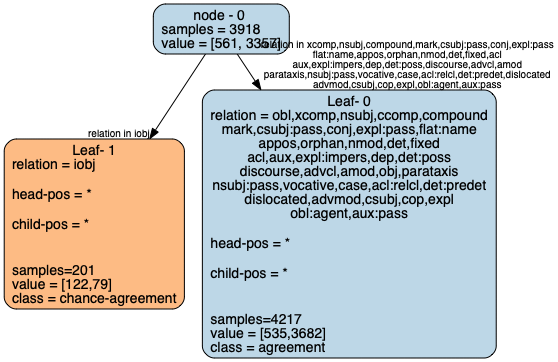 node - 0
samples = 3918
value = [561, 3357]
relation in xcomp,nsubj,compound,mark,csubj:pass,conj,expl:pass
flat:name,appos,orphan,nmod,det,fixed,acl
aux,expl:impers,dep,det:poss,discourse,advcl,amod
parataxis,nsubj:pass,vocative,case,acl:relcl,det:predet,dislocated
advmod,csubj,cop,expl,obl:agent,aux:pass
relation in iobj
Leaf- 1
relation = iobj
head-pos = *
child-pos = *
samples=201
value = [122,79]
class = chance-agreement
Leaf- 0
relation = obl,xcomp,nsubj,ccomp,compound
mark,csubj:pass,conj,expl:pass,flat:name
appos,orphan,nmod,det,fixed
acl,aux,expl:impers,dep,det:poss
discourse,advcl,amod,obj,parataxis
nsubj:pass,vocative,case,acl:relcl,det:predet
dislocated,advmod,csubj,cop,expl
obl:agent,aux:pass
head-pos = *
child-pos = *
samples=4217
value = [535,3682]
class = agreement